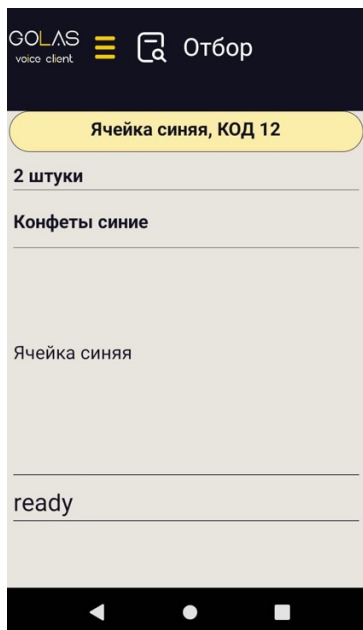 GOLAS
voice client
Отбор
Ячейка синяя, КОД 12
2 штуки
Конфеты синие
Ячейка синяя
ready